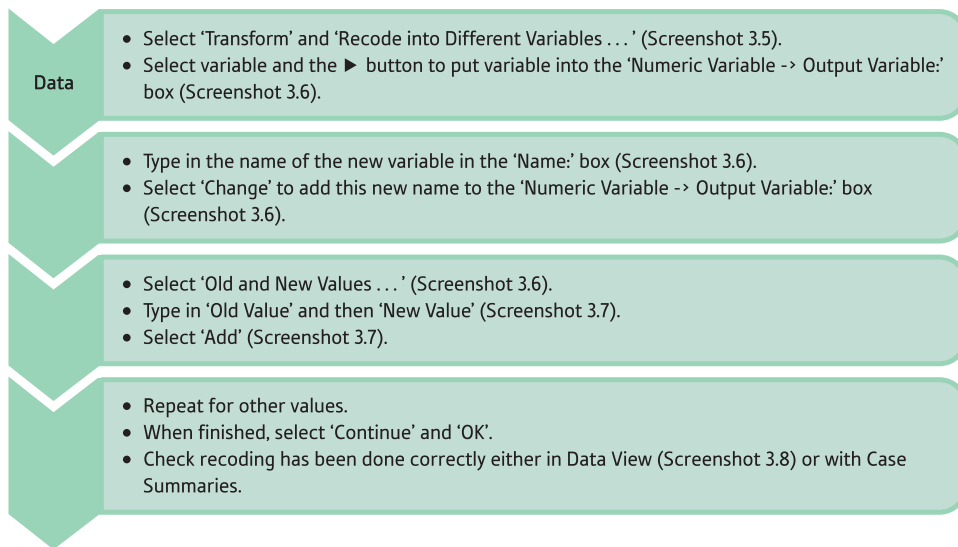 Data
• Select ‘Transform’ and ‘Recode into Different Variables . . . ’ (Screenshot 3.5).
• Select variable and the ▶ button to put variable into the ‘Numeric Variable -> Output Variable:’
box (Screenshot 3.6).
• Type in the name of the new variable in the ‘Name:’ box (Screenshot 3.6).
• Select ‘Change’ to add this new name to the ‘Numeric Variable -> Output Variable:’ box
(Screenshot 3.6).
• Select ‘Old and New Values . . . ’ (Screenshot 3.6).
• Type in ‘Old Value’ and then ‘New Value’ (Screenshot 3.7).
• Select ‘Add’ (Screenshot 3.7).
• Repeat for other values.
• When finished, select ‘Continue’ and ‘OK’.
• Check recoding has been done correctly either in Data View (Screenshot 3.8) or with Case
Summaries.